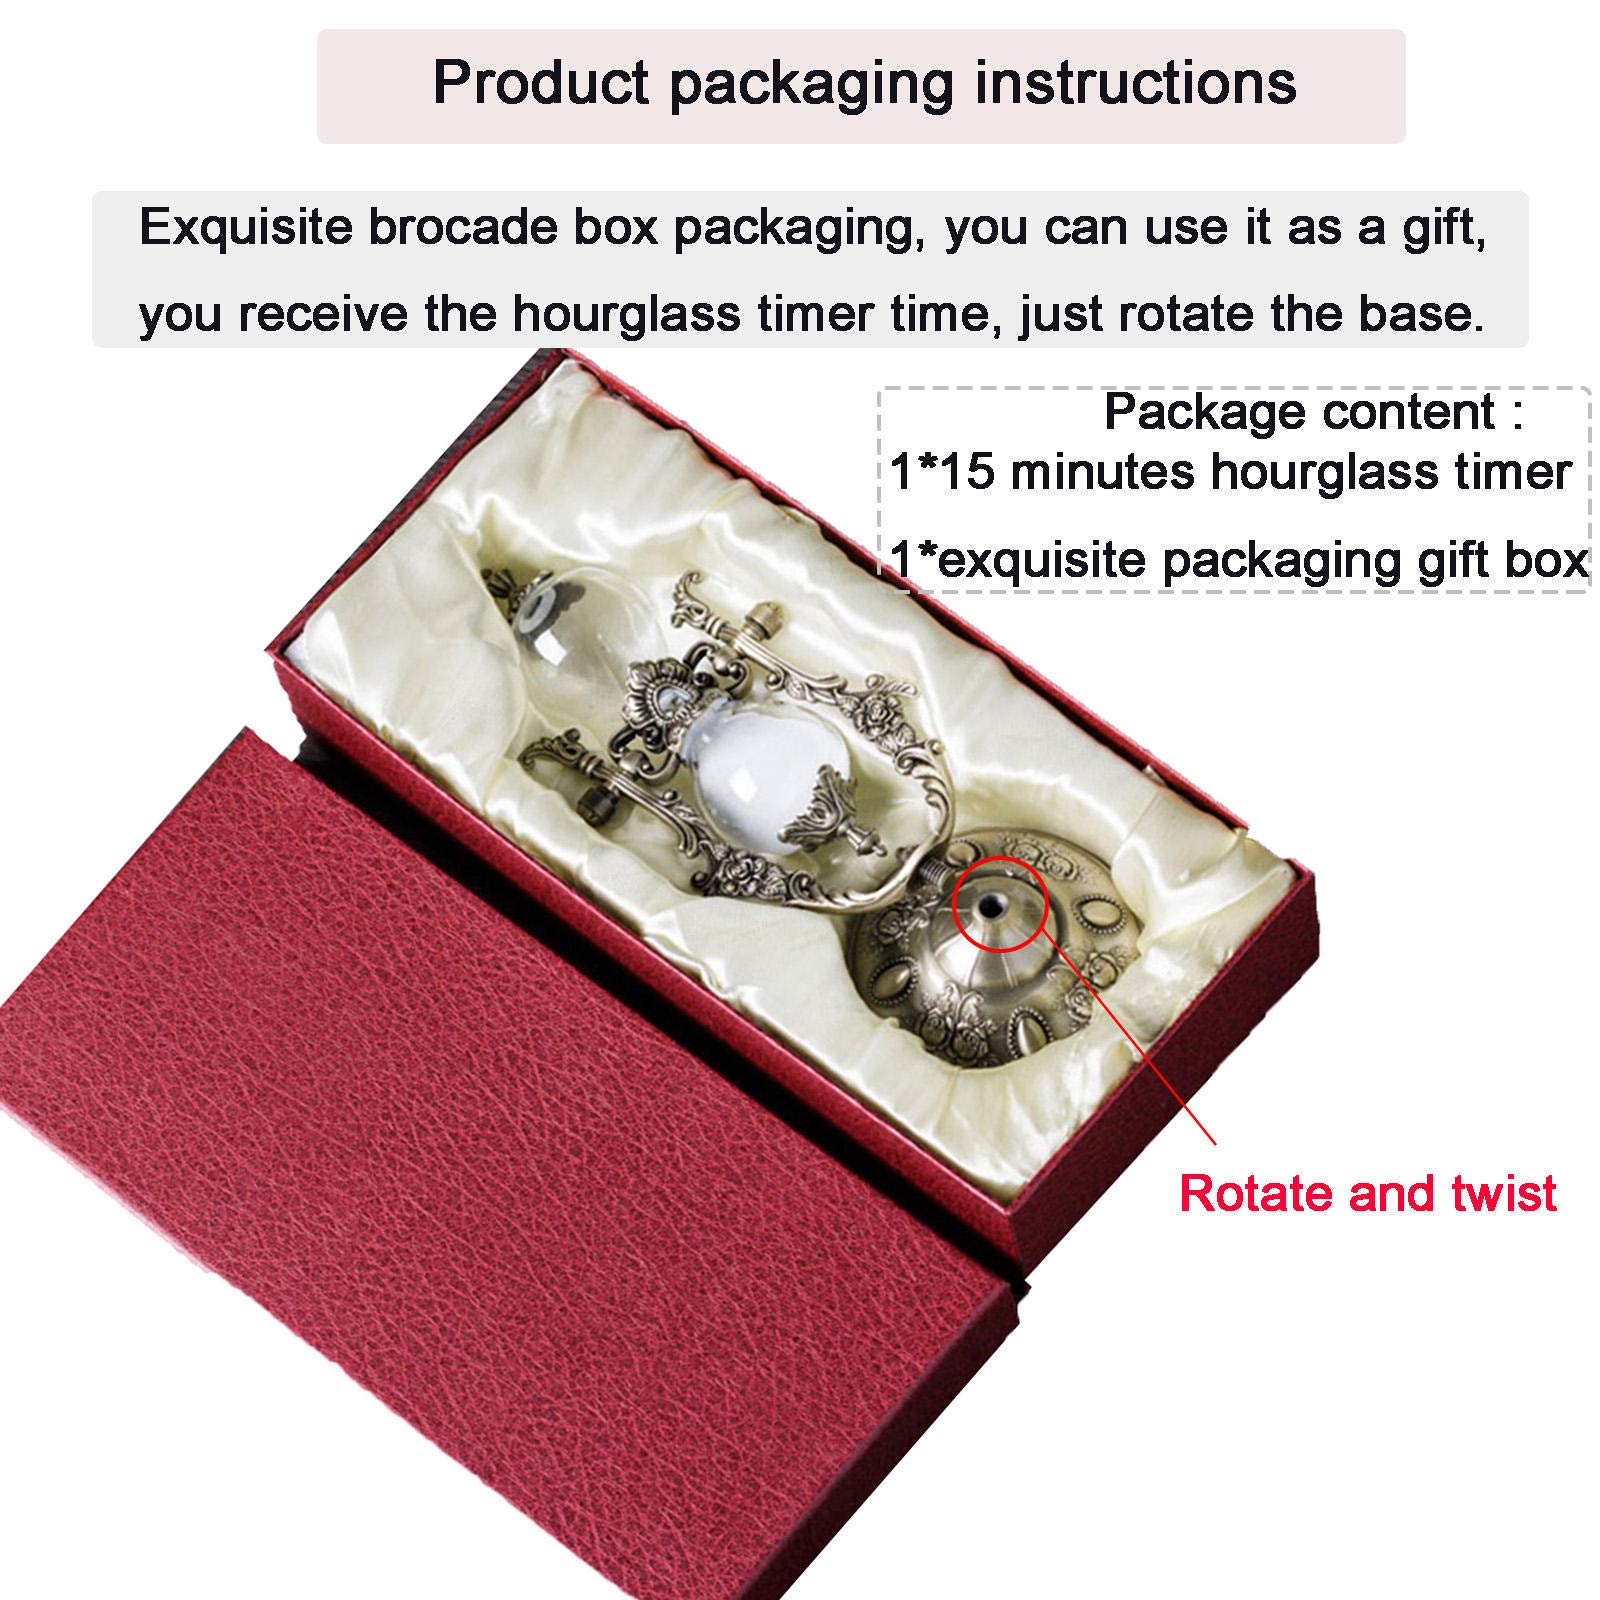 Product packaging instructions
Exquisite brocade box packaging, you can use it as a gift,
you receive the hourglass timer time, just rotate the base.
Package content :
1*15 minutes hourglass timer
1*exquisite packaging gift box
Rotate and twist